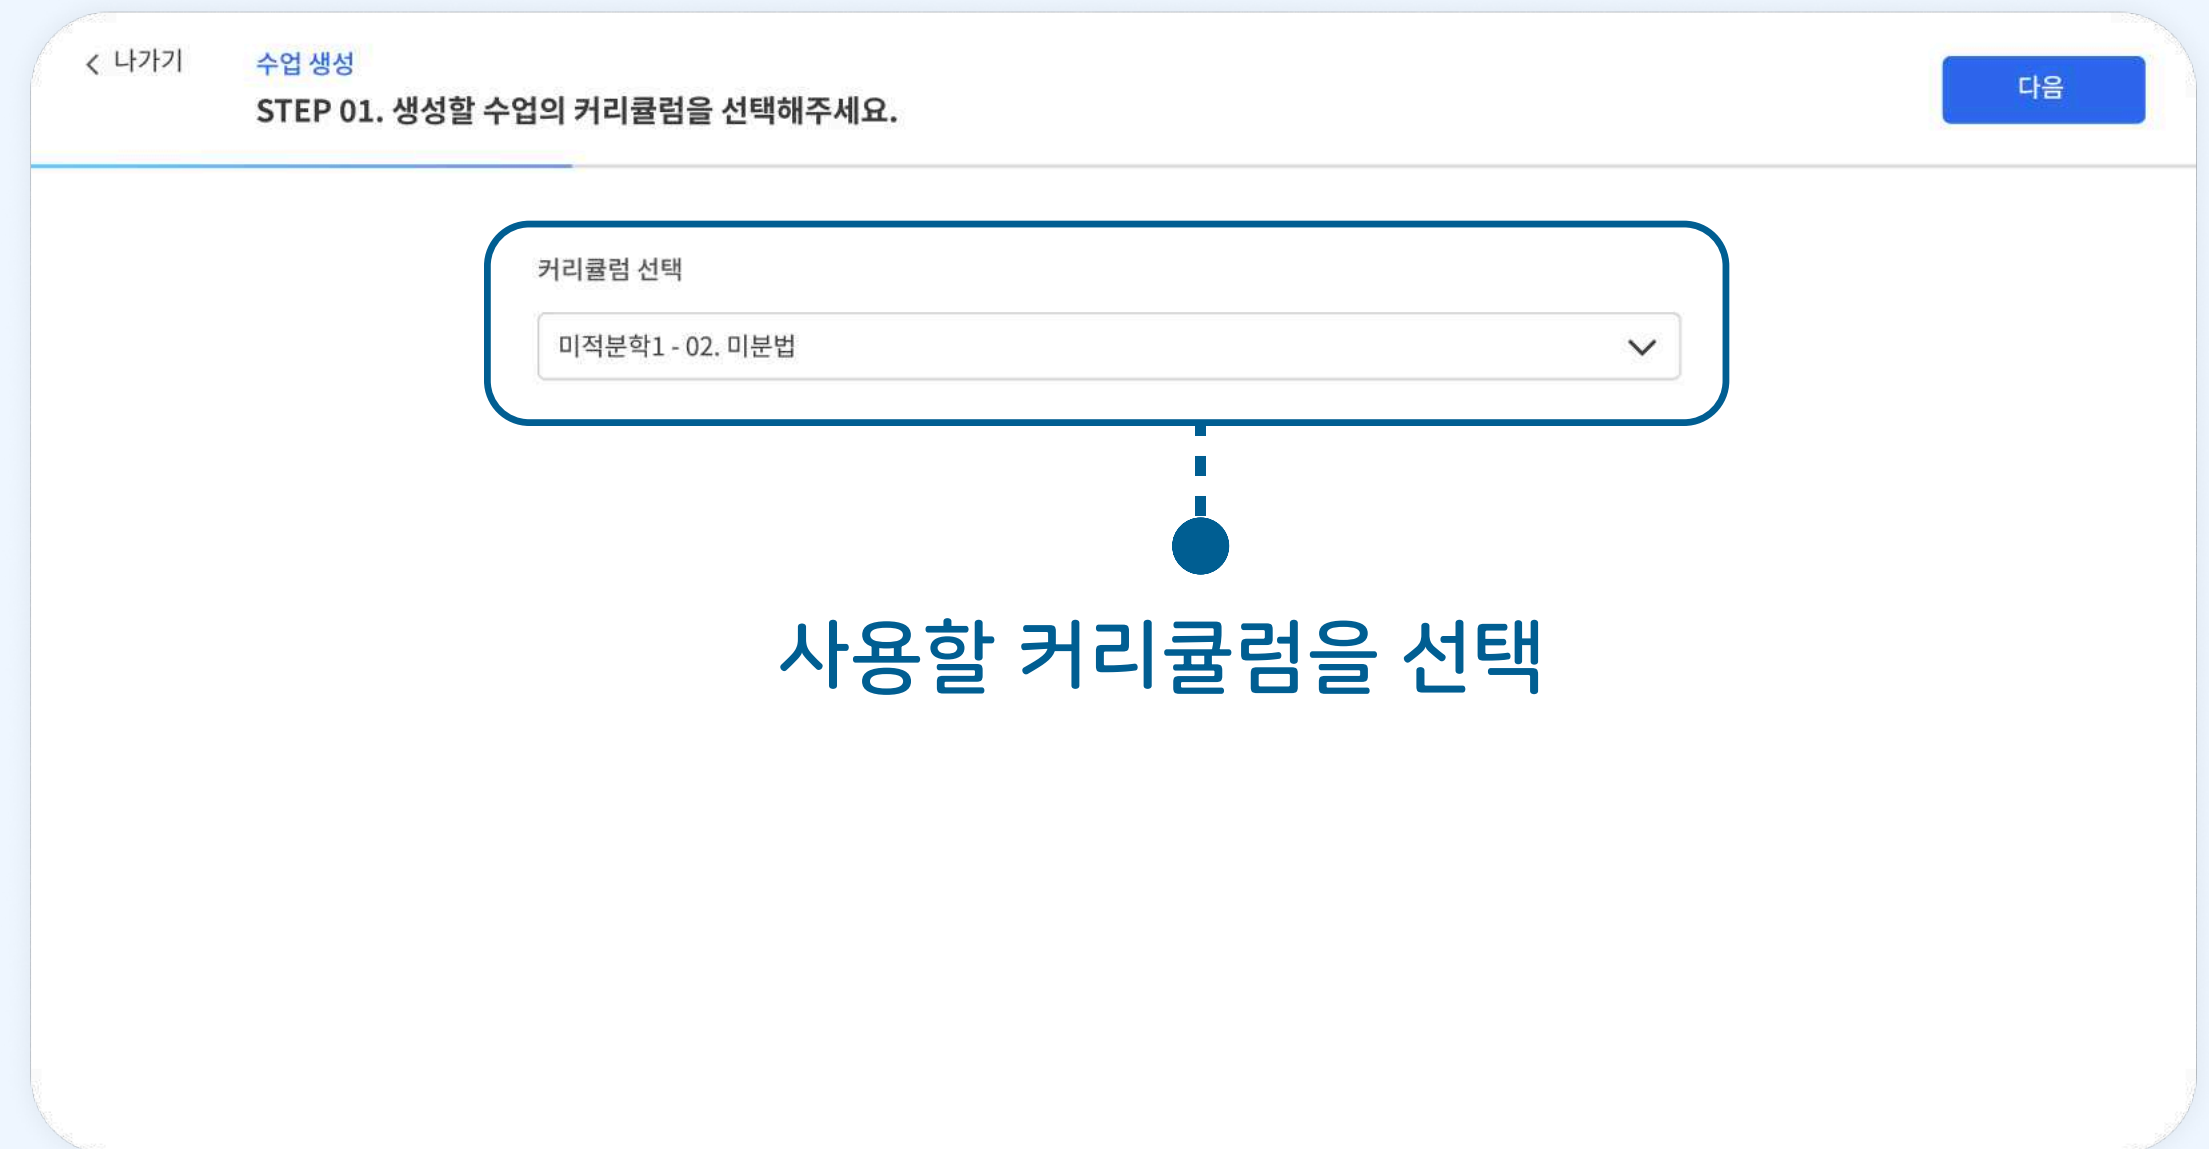 나가기
수업 생성
STEP 01. 생성할 수업의 커리큘럼을 선택해주세요.
다음
커리큘럼 선택
미적분학1 - 02. 미분법
사용할 커리큘럼을 선택